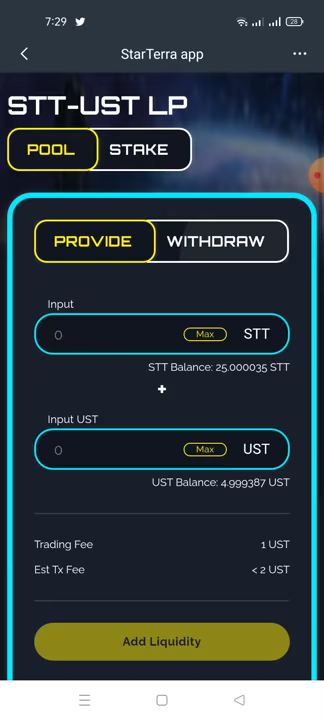 7:29
28
StarTerra app
STT-UST LP
POOL STAKE
PROVIDE WITHDRAW
Input
0 Max STT
STT Balance: 25.000035 STT
+
Input UST
0 Max UST
UST Balance: 4.999387 UST
Trading Fee 1 UST
Est Tx Fee < 2 UST
Add Liquidity